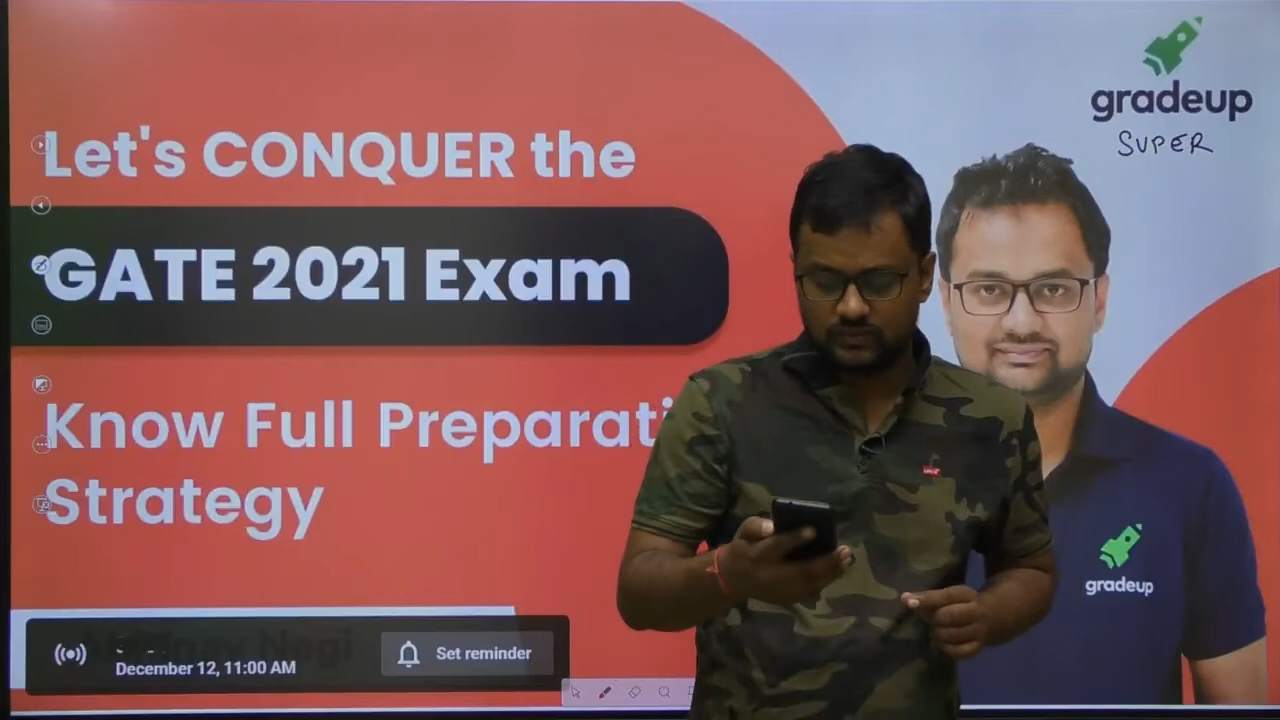 gradeup
SUPER
Let's CONQUER the
GATE 2021 Exam
Know Full Preparati
Strategy
gradeup
Negi
December 12, 11:00 AM
Set reminder